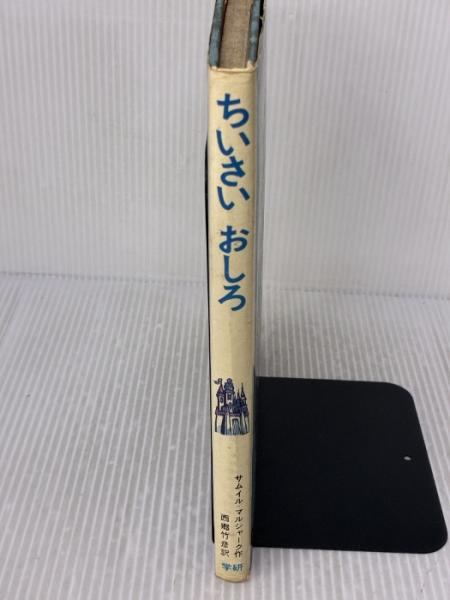 ちいさい おしろ
サムイル マルシャーク作
西郷竹彦訳
学研